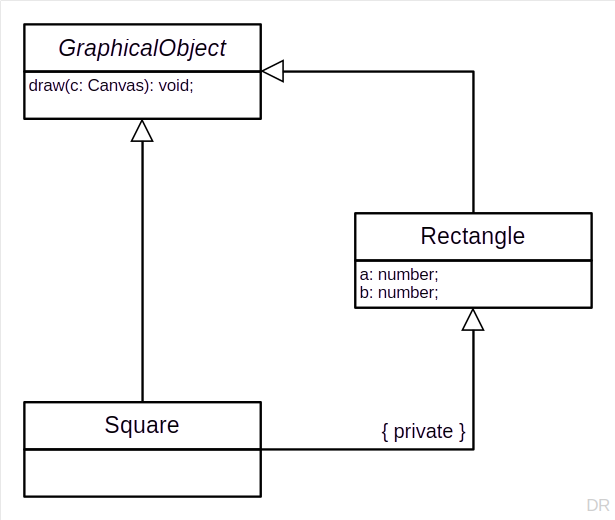 GraphicalObject
draw(c: Canvas): void;
Rectangle
a: number;
b: number;
Square
{ private }
DR